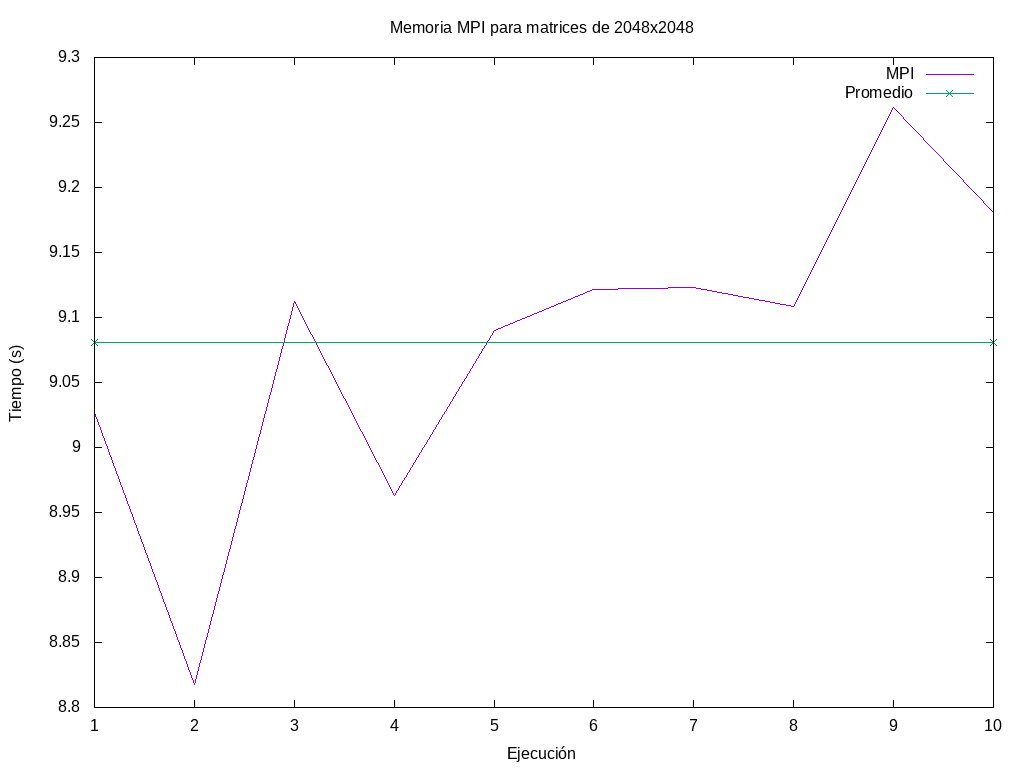 Memoria MPI para matrices de 2048x2048
9.3
MPI
Promedio
9.25
9.2
9.15
9.1
9.05
9
8.95
8.9
8.85
8.8
Tiempo (s)
1 2 3 4 5 6 7 8 9 10
Ejecución